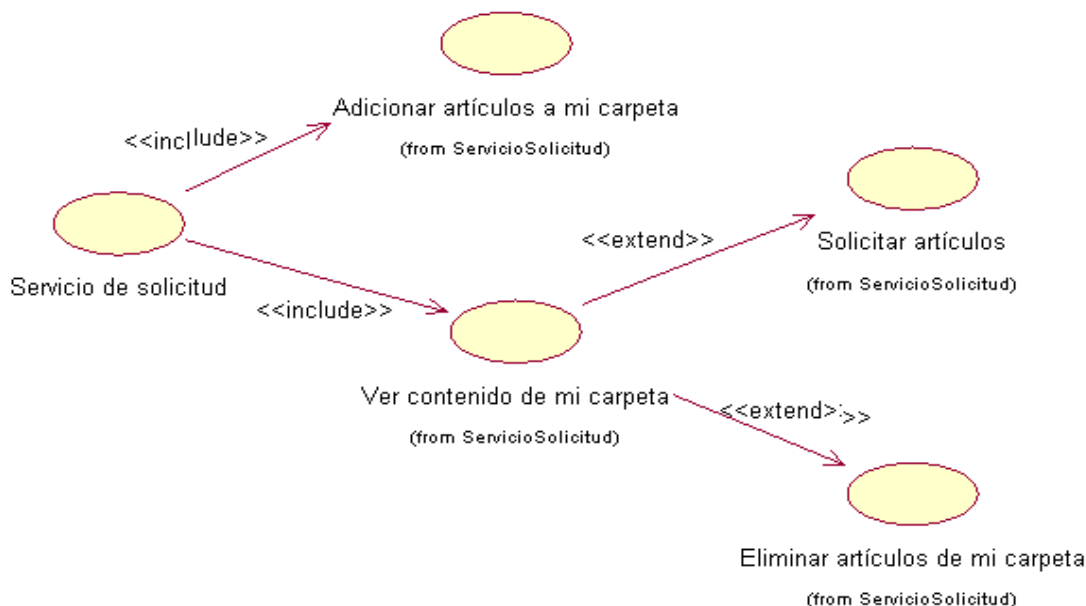 Adicionar artículos a mi carpeta
(from ServicioSolicitud)
<<include>>
Servicio de solicitud
<<include>>
<<extend>>
Solicitar artículos
(from ServicioSolicitud)
Ver contenido de mi carpeta
(from ServicioSolicitud)
<<extend>>
Eliminar artículos de mi carpeta
(from ServicioSolicitud)